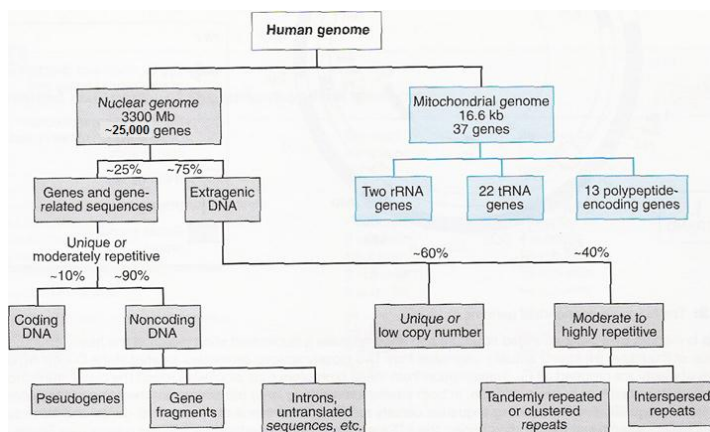 Human genome
Nuclear genome
3300 Mb
~25,000 genes
Mitochondrial genome
16.6 kb
37 genes
~25% ~75%
Genes and gene-
related sequences
Extragenic
DNA
Two rRNA
genes
22 tRNA
genes
13 polypeptide-
encoding genes
Unique or
moderately repetitive
~10% ~90%
~60% ~40%
Coding
DNA
Noncoding
DNA
Unique or
low copy number
Moderate to
highly repetitive
Pseudogenes
Gene
fragments
Introns,
untranslated
sequences, etc.
Tandemly repeated
or clustered
repeats
Interspersed
repeats